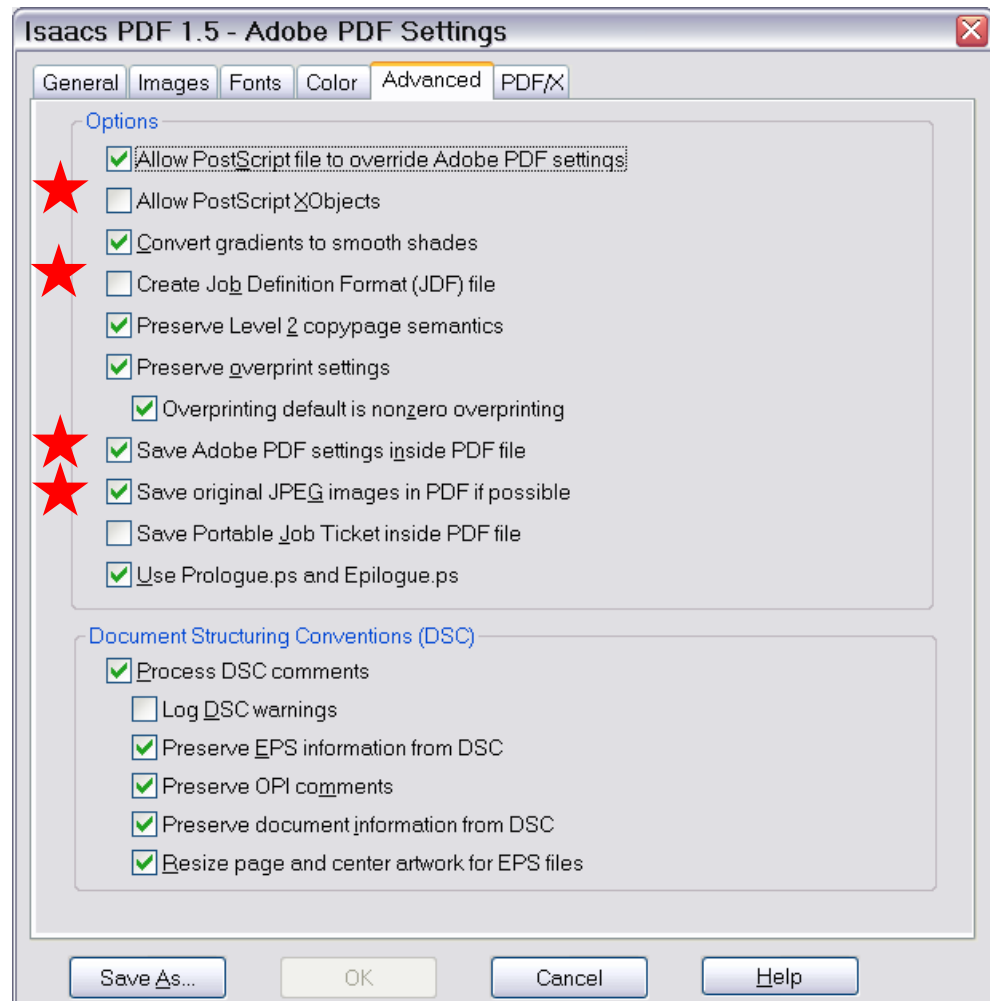 Isaacs PDF 1.5 - Adobe PDF Settings
General Images Fonts Color Advanced PDF/X
Options
Allow PostScript file to override Adobe PDF settings
Allow PostScript XObjects
Convert gradients to smooth shades
Create Job Definition Format (JDF) file
Preserve Level 2 copypage semantics
Preserve overprint settings
Overprinting default is nonzero overprinting
Save Adobe PDF settings inside PDF file
Save original JPEG images in PDF if possible
Save Portable Job Ticket inside PDF file
Use Prologue.ps and Epilogue.ps
Document Structuring Conventions (DSC)
Process DSC comments
Log DSC warnings
Preserve EPS information from DSC
Preserve OPI comments
Preserve document information from DSC
Resize page and center artwork for EPS files
Save As... OK Cancel Help